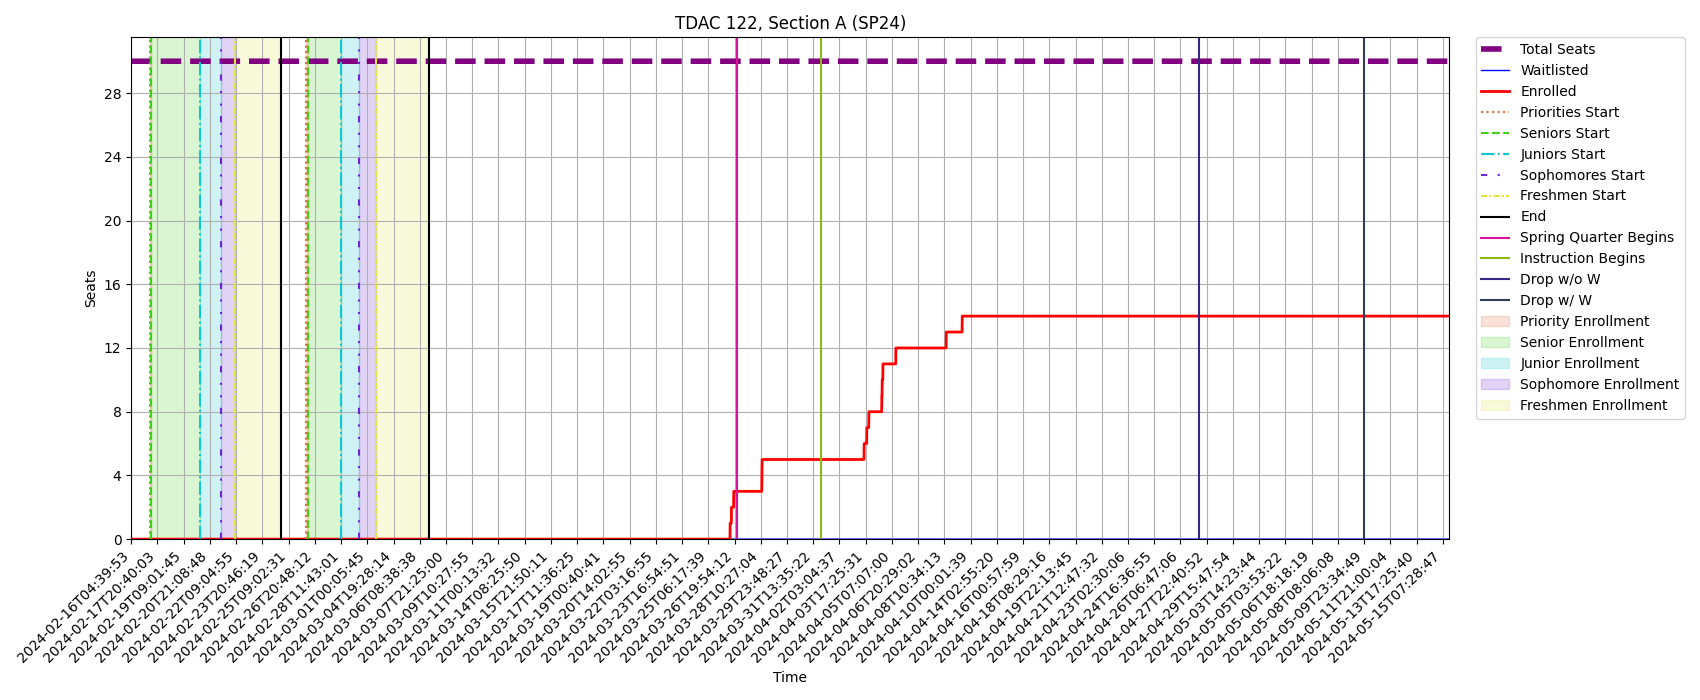 TDAC 122, Section A (SP24)
Seats
28
24
20
16
12
8
4
0
2024-02-16T04:39:53
2024-02-17T20:40:03
2024-02-19T09:01:45
2024-02-20T21:08:48
2024-02-22T09:04:55
2024-02-23T20:46:19
2024-02-25T09:02:31
2024-02-26T20:48:12
2024-02-28T11:43:01
2024-03-01T00:05:45
2024-03-04T19:28:14
2024-03-06T08:38:38
2024-03-07T21:25:00
2024-03-09T10:27:55
2024-03-11T00:13:32
2024-03-14T08:25:50
2024-03-15T21:50:11
2024-03-17T11:36:25
2024-03-19T00:40:41
2024-03-20T14:02:55
2024-03-22T03:16:55
2024-03-23T16:54:51
2024-03-25T06:17:39
2024-03-26T19:54:12
2024-03-28T10:27:04
2024-03-29T23:48:27
2024-03-31T13:35:22
2024-04-02T03:04:37
2024-04-03T17:25:31
2024-04-05T07:07:00
2024-04-06T20:29:02
2024-04-08T10:34:13
2024-04-10T00:01:39
2024-04-14T02:55:20
2024-04-16T00:57:59
2024-04-18T08:29:16
2024-04-19T22:13:45
2024-04-21T12:47:32
2024-04-23T02:30:06
2024-04-24T16:36:55
2024-04-26T06:47:06
2024-04-27T22:40:52
2024-04-29T15:47:54
2024-05-03T14:23:44
2024-05-05T03:53:22
2024-05-06T18:18:19
2024-05-08T08:06:08
2024-05-09T23:34:49
2024-05-11T21:00:04
2024-05-13T17:25:40
2024-05-15T07:28:47
Time
Total Seats
Waitlisted
Enrolled
Priorities Start
Seniors Start
Juniors Start
Sophomores Start
Freshmen Start
End
Spring Quarter Begins
Instruction Begins
Drop w/o W
Drop w/ W
Priority Enrollment
Senior Enrollment
Junior Enrollment
Sophomore Enrollment
Freshmen Enrollment